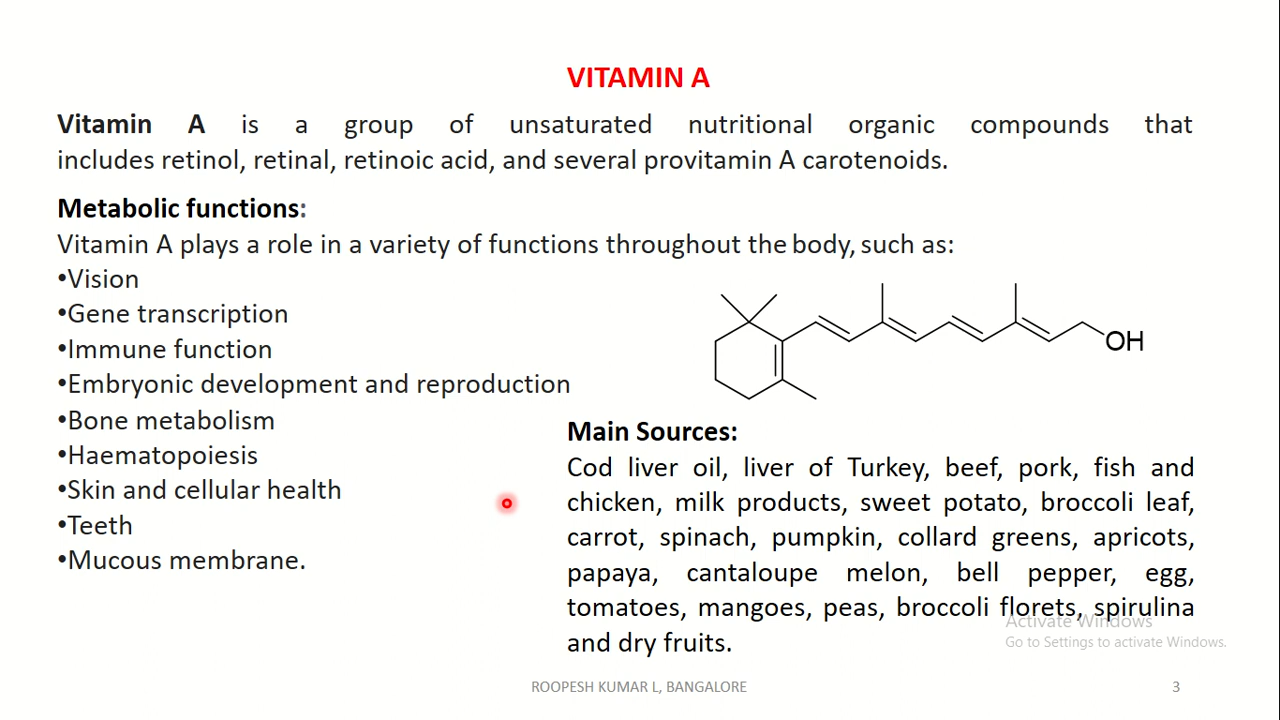 VITAMIN A
Vitamin A is a group of unsaturated nutritional organic compounds that
includes retinol, retinal, retinoic acid, and several provitamin A carotenoids.
Metabolic functions:
Vitamin A plays a role in a variety of functions throughout the body, such as:
•Vision
•Gene transcription
•Immune function
•Embryonic development and reproduction
•Bone metabolism
•Haematopoiesis
•Skin and cellular health
•Teeth
•Mucous membrane.
OH
Main Sources:
Cod liver oil, liver of Turkey, beef, pork, fish and
chicken, milk products, sweet potato, broccoli leaf,
carrot, spinach, pumpkin, collard greens, apricots,
papaya, cantaloupe melon, bell pepper, egg,
tomatoes, mangoes, peas, broccoli florets, spirulina
and dry fruits.
Activate Windows
Go to Settings to activate Windows.
ROOPESH KUMAR L, BANGALORE
3